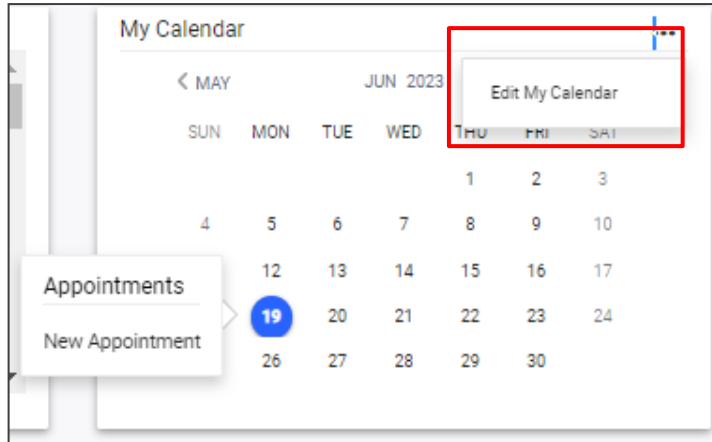 My Calendar
MAY JUN 2023
Edit My Calendar
SUN MON TUE WED THU FRI SAT
1 2 3
4 5 6 7 8 9 10
12 13 14 15 16 17
Appointments
19 20 21 22 23 24
New Appointment
26 27 28 29 30